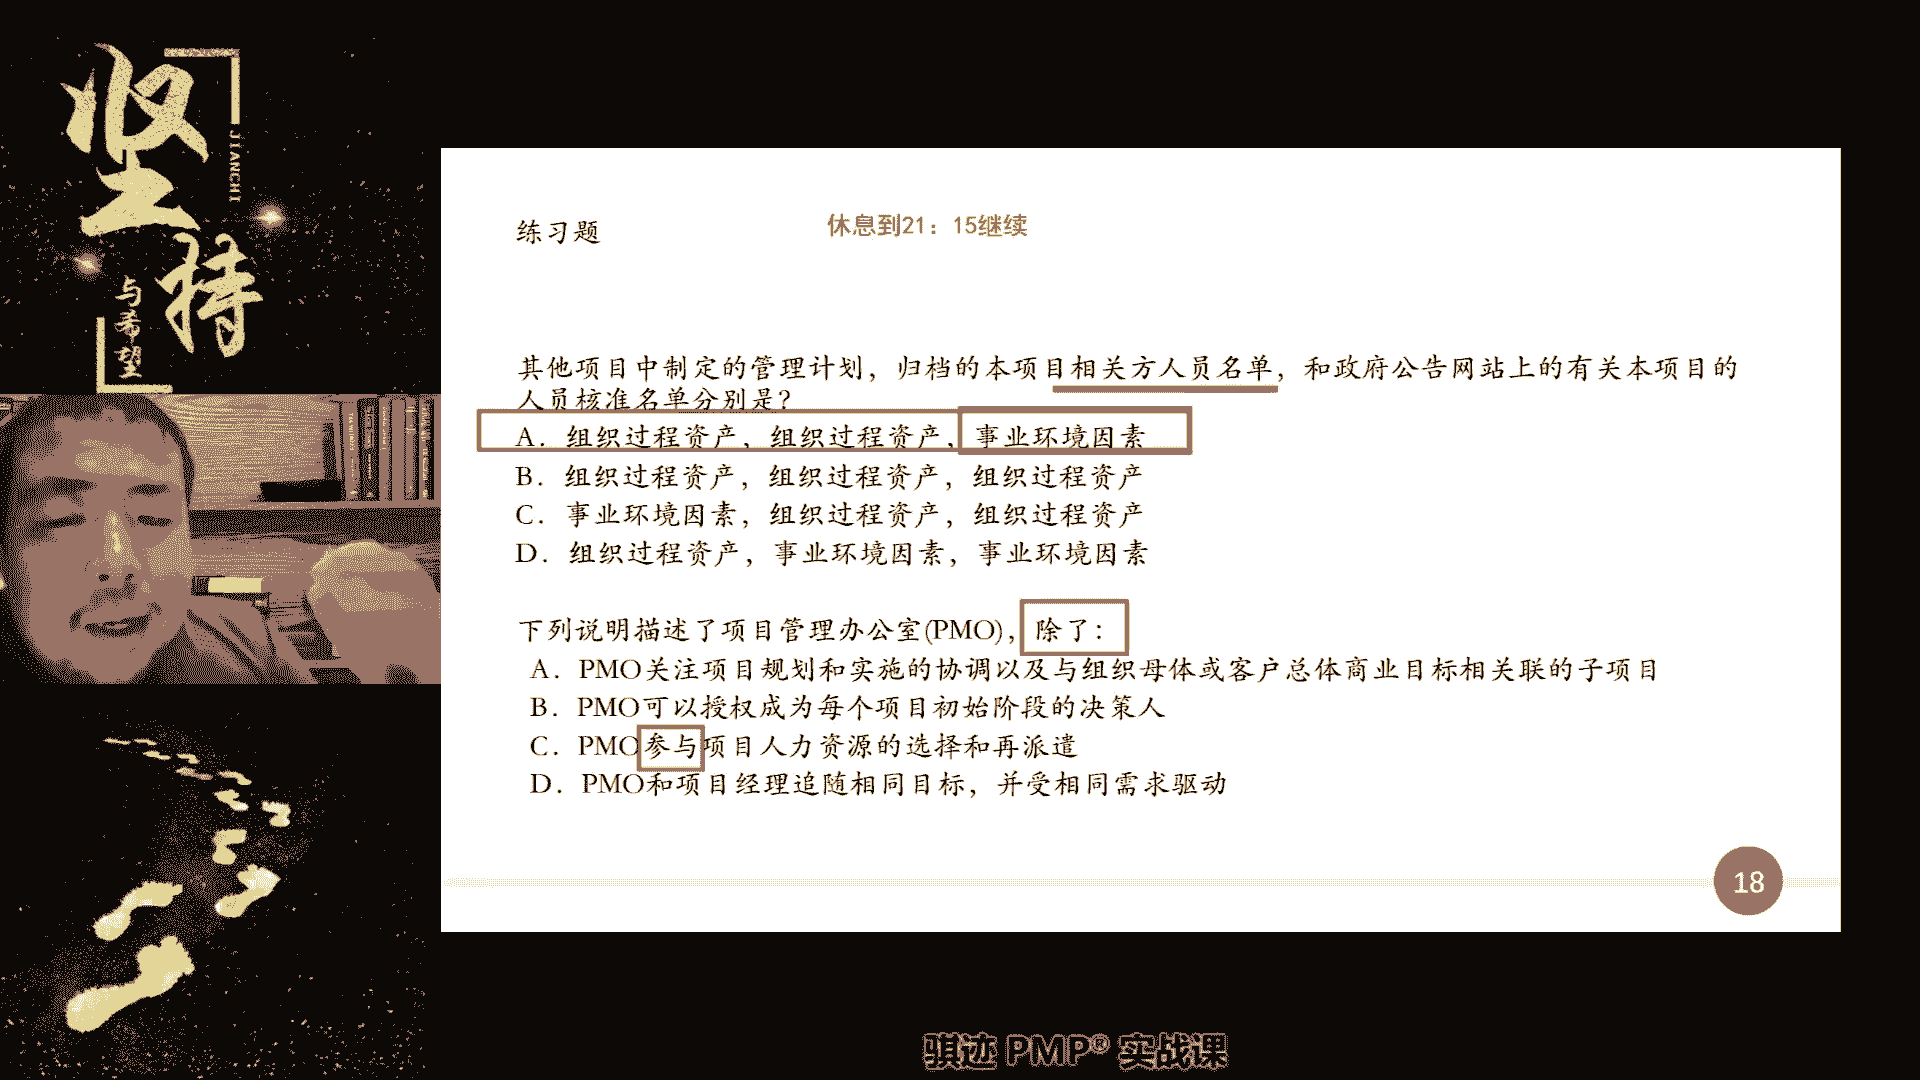 坚持
JIANCHI
与希望
练习题
休息到21：15继续
其他项目中制定的管理计划，归档的本项目相关方人员名单，和政府公告网站上的有关本项目的
人员核准名单分别是？
A．组织过程资产，组织过程资产，事业环境因素
B．组织过程资产，组织过程资产，组织过程资产
C．事业环境因素，组织过程资产，组织过程资产
D．组织过程资产，事业环境因素，事业环境因素
下列说明描述了项目管理办公室(PMO)，除了：
A．PMO关注项目规划和实施的协调以及与组织母体或客户总体商业目标相关联的子项目
B．PMO可以授权成为每个项目初始阶段的决策人
C．PMO参与项目人力资源的选择和再派遣
D．PMO和项目经理追随相同目标，并受相同需求驱动
18
骐迹 PMP® 实战课